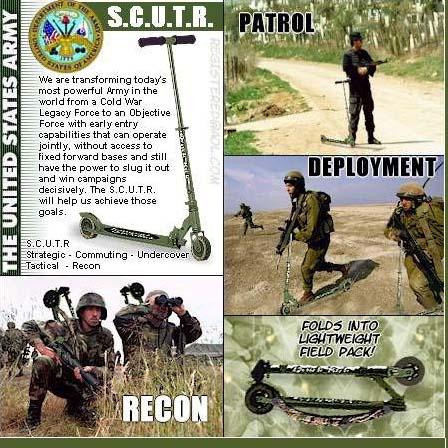 THE UNITED STATES ARMY
S.C.U.T.R.
We are transforming today's
most powerful Army in the
world from a Cold War
Legacy Force to an Objective
Force with early entry
capabilities that can operate
jointly, without access to
fixed forward bases and still
have the power to slug it out
and win campaigns
decisively. The S.C.U.T.R.
will help us achieve those
goals.
S.C.U.T.R
Strategic - Commuting - Undercover
Tactical - Recon
PATROL
DEPLOYMENT
RECON
FOLDS INTO
LIGHTWEIGHT
FIELD PACK!